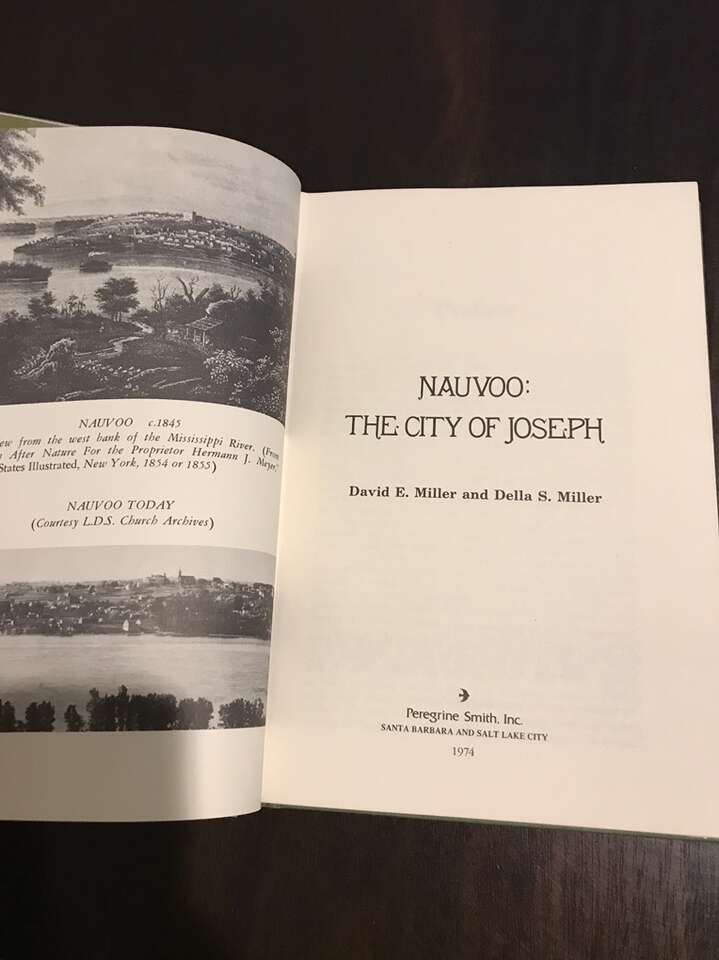 NAUVOO c.1845
from the west bank of the Mississippi River. (From
After Nature For the Proprietor Hermann J. Meyer,"
States Illustrated, New York, 1854 or 1855)
NAUVOO TODAY
(Courtesy L.D.S. Church Archives)
NAUVOO:
THE CITY OF JOSEPH
David E. Miller and Della S. Miller
Peregrine Smith, Inc.
SANTA BARBARA AND SALT LAKE CITY
1974